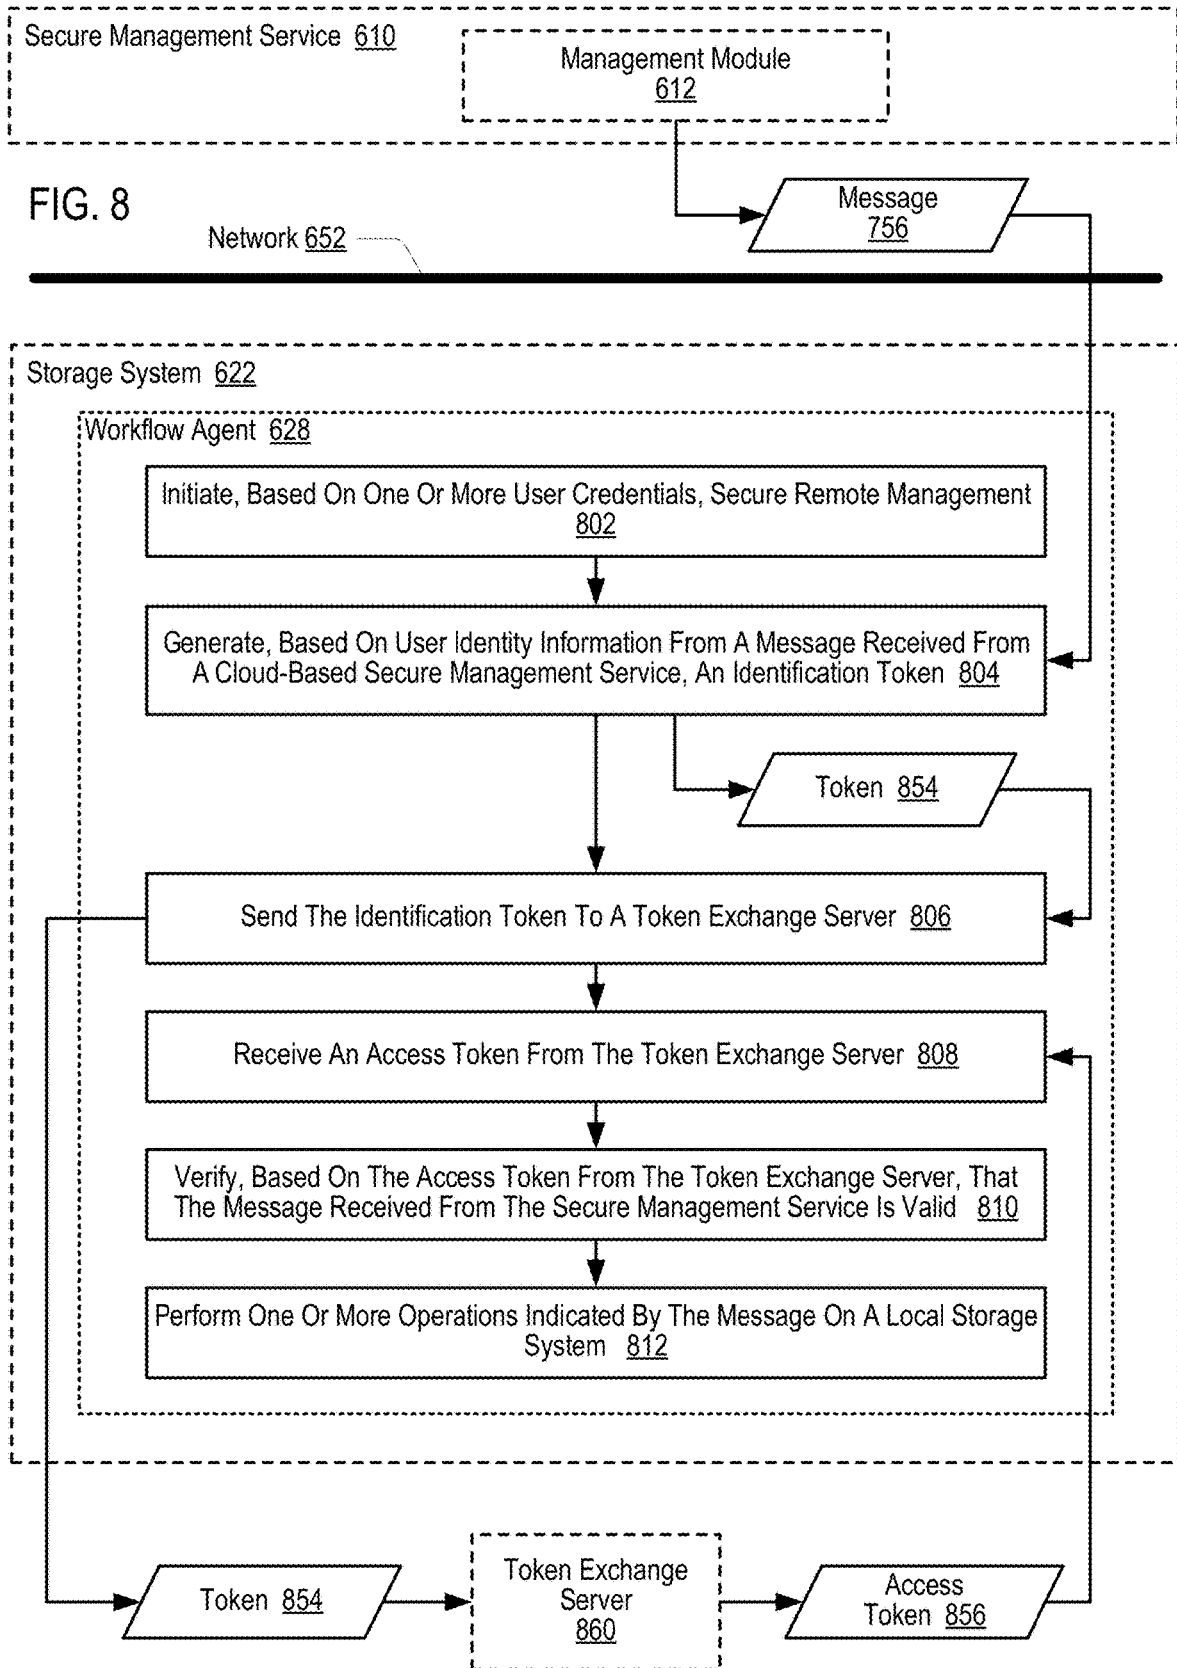 Secure Management Service 610
Management Module
612
FIG. 8
Message
756
Network 652
Storage System 622
Workflow Agent 628
Initiate, Based On One Or More User Credentials, Secure Remote Management
802
Generate, Based On User Identity Information From A Message Received From
A Cloud-Based Secure Management Service, An Identification Token 804
Token 854
Send The Identification Token To A Token Exchange Server 806
Receive An Access Token From The Token Exchange Server 808
Verify, Based On The Access Token From The Token Exchange Server, That
The Message Received From The Secure Management Service Is Valid 810
Perform One Or More Operations Indicated By The Message On A Local Storage
System 812
Token 854
Token Exchange
Server
860
Access
Token 856